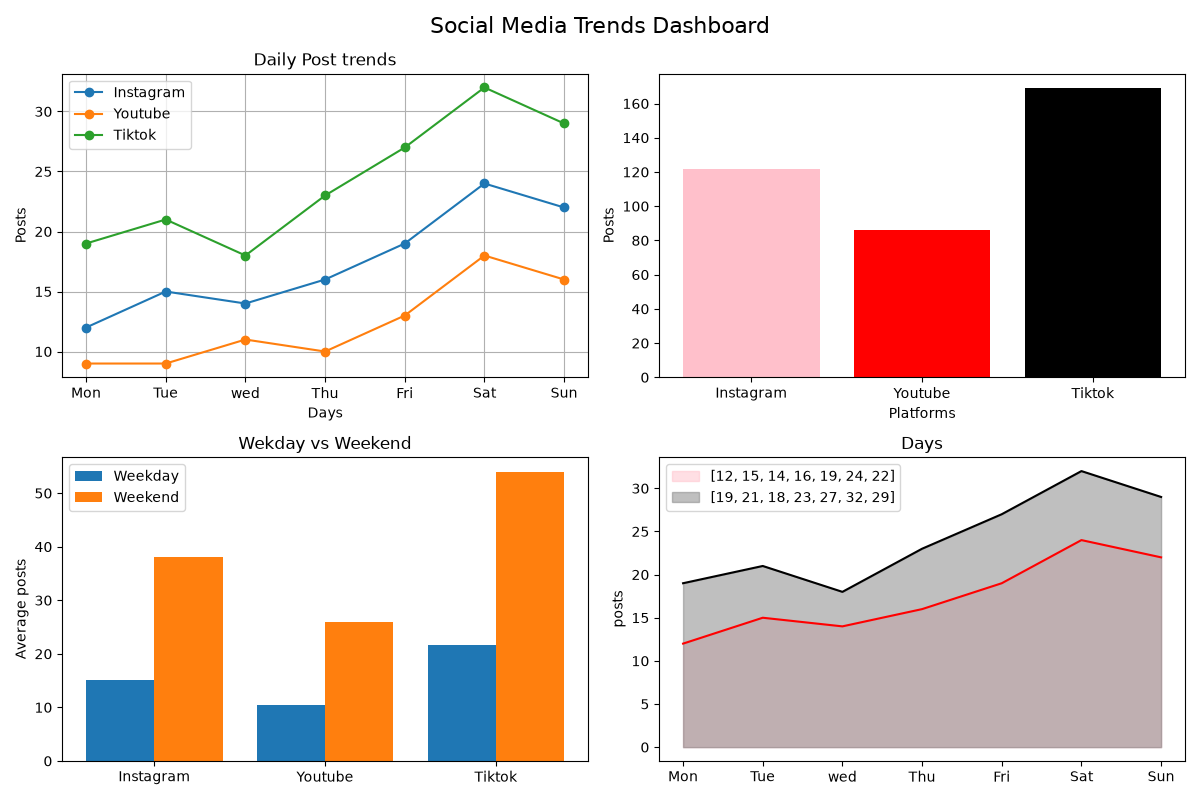 Social Media Trends Dashboard
Daily Post trends
Instagram
Youtube
Tiktok
Posts
30
25
20
15
10
Mon Tue wed Thu Fri Sat Sun
Days
Posts
160
140
120
100
80
60
40
20
0
Instagram Youtube Tiktok
Platforms
Wekday vs Weekend
Weekday
Weekend
Average posts
50
40
30
20
10
0
Instagram Youtube Tiktok
Days
[12, 15, 14, 16, 19, 24, 22]
[19, 21, 18, 23, 27, 32, 29]
posts
30
25
20
15
10
5
0
Mon Tue wed Thu Fri Sat Sun